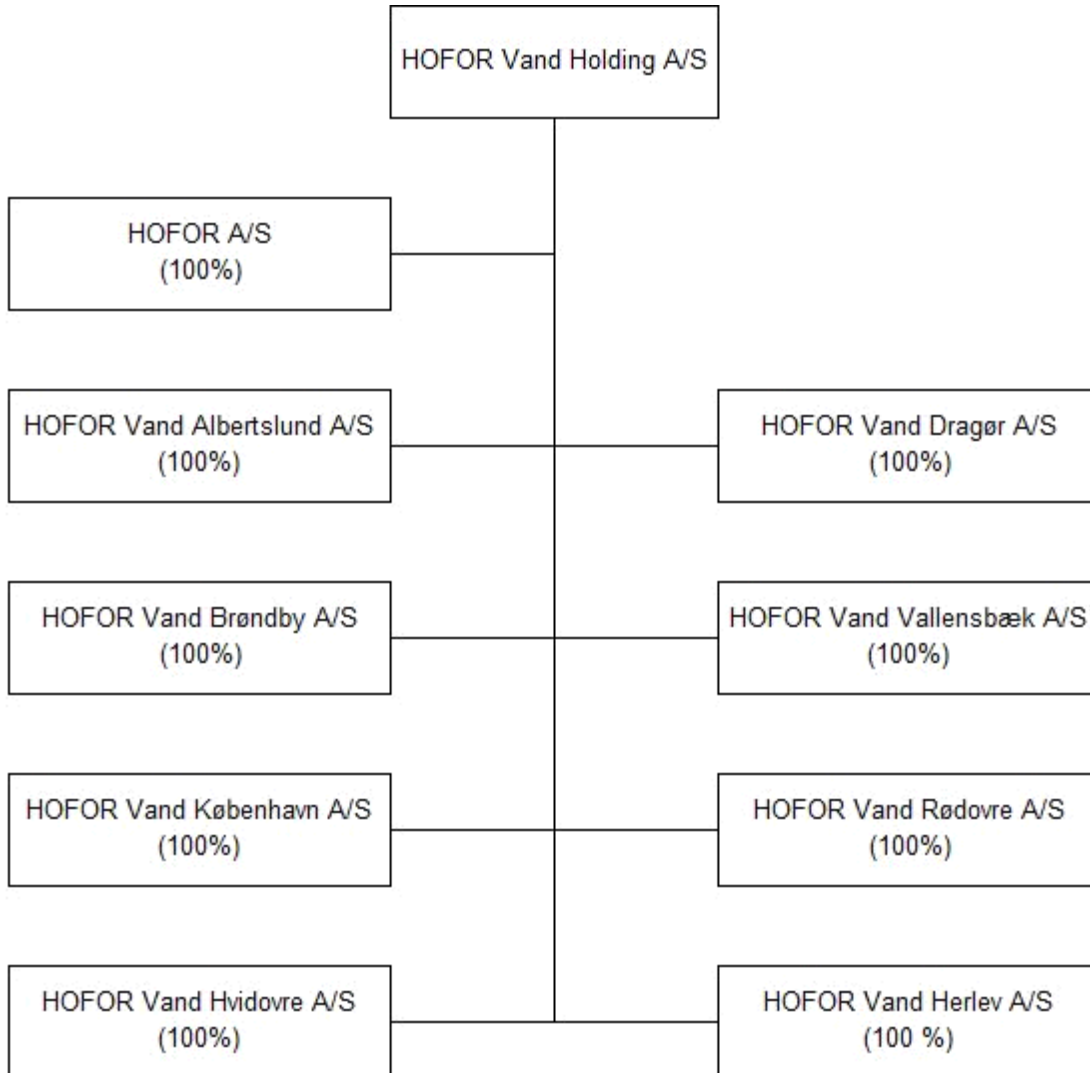 HOFOR Vand Holding A/S
HOFOR A/S
(100%)
HOFOR Vand Albertslund A/S
(100%)
HOFOR Vand Dragør A/S
(100%)
HOFOR Vand Brøndby A/S
(100%)
HOFOR Vand Vallensbæk A/S
(100%)
HOFOR Vand København A/S
(100%)
HOFOR Vand Rødovre A/S
(100%)
HOFOR Vand Hvidovre A/S
(100%)
HOFOR Vand Herlev A/S
(100 %)